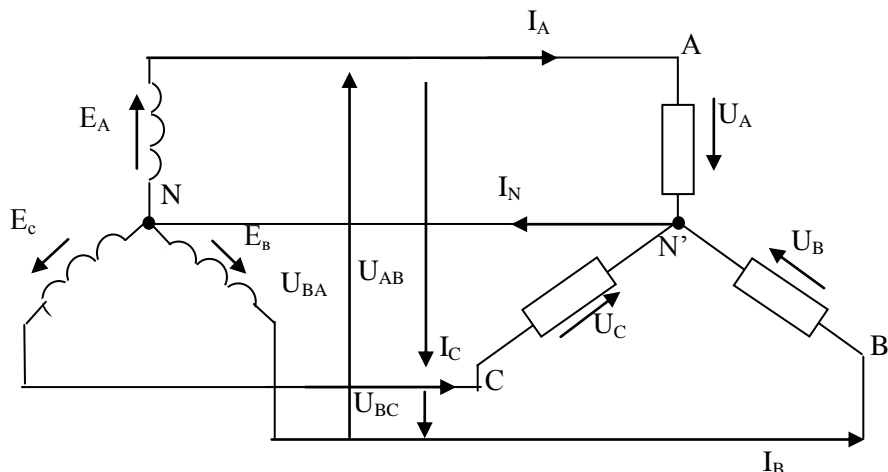 I_A
A
E_A
U_A
N
I_N
E_c
E_B
N’
U_B
U_BA
U_AB
U_C
I_C
B
C
U_BC
I_B